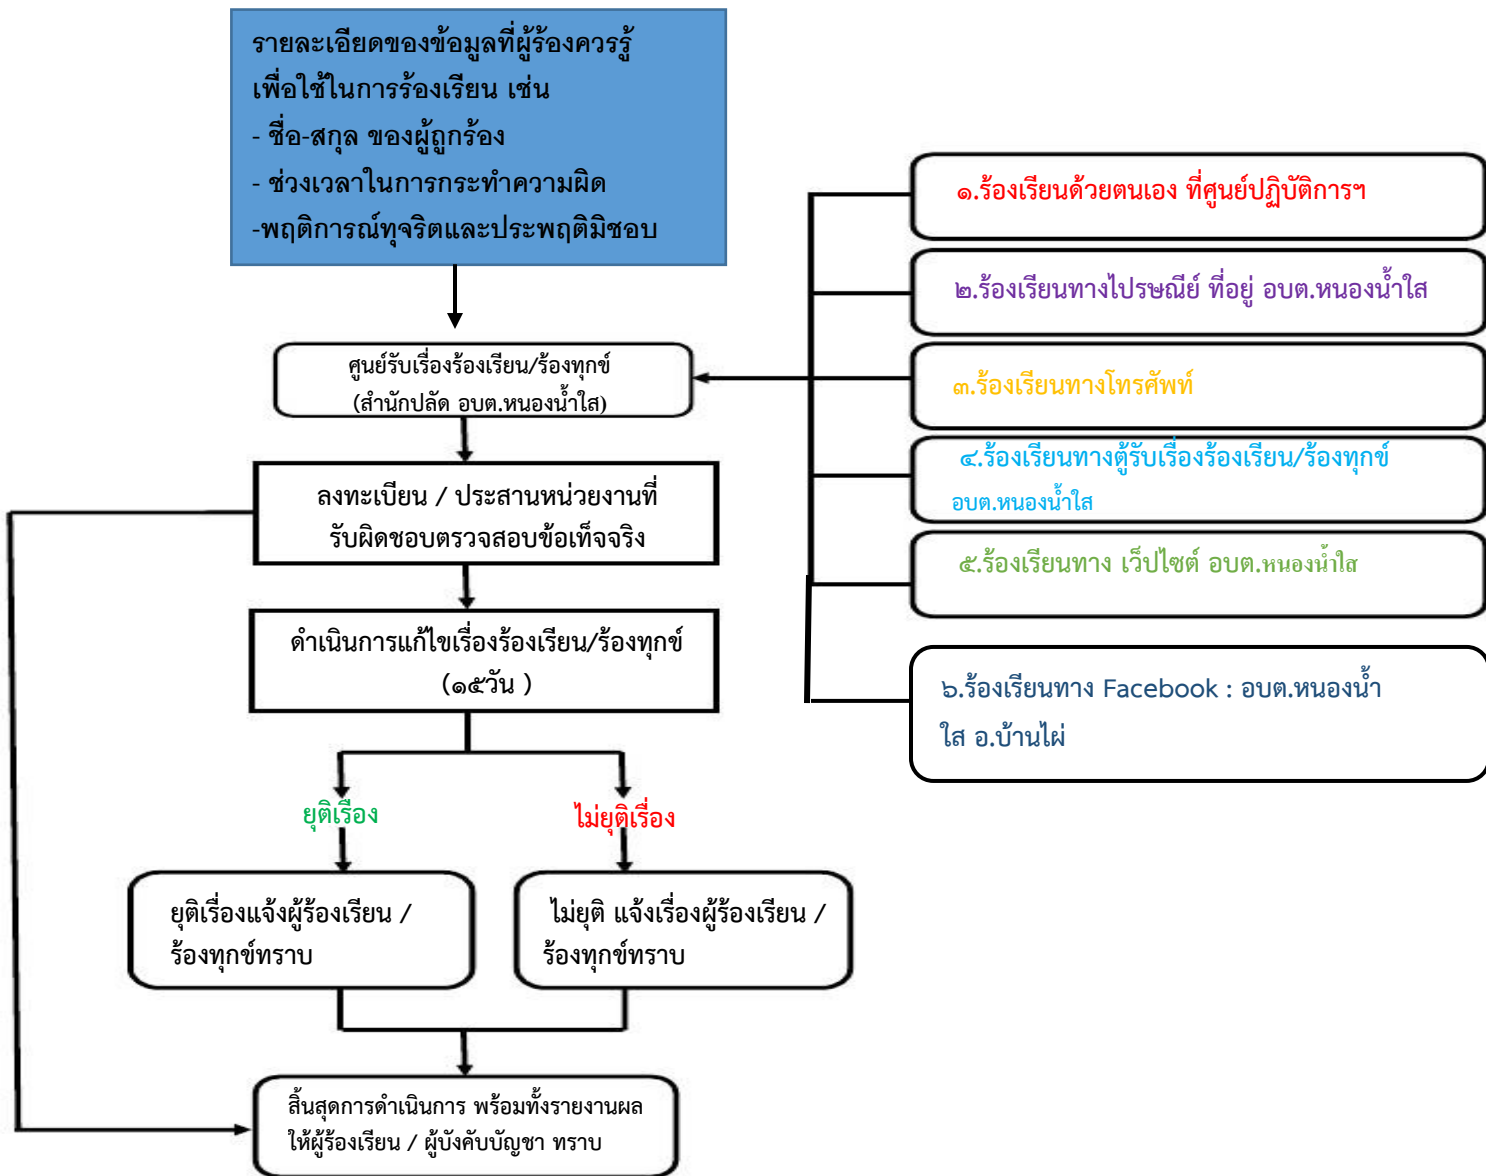 รายละเอียดของข้อมูลที่ผู้ร้องควรรู้
เพื่อใช้ในการร้องเรียน เช่น
- ชื่อ-สกุล ของผู้ถูกร้อง
- ช่วงเวลาในการกระทำความผิด
-พฤติการณ์ทุจริตและประพฤติมิชอบ
ศูนย์รับเรื่องร้องเรียน/ร้องทุกข์
(สำนักปลัด อบต.หนองน้ำใส)
ลงทะเบียน / ประสานหน่วยงานที่
รับผิดชอบตรวจสอบข้อเท็จจริง
ดำเนินการแก้ไขเรื่องร้องเรียน/ร้องทุกข์
(๑๕วัน )
ยุติเรื่อง
ไม่ยุติเรื่อง
ยุติเรื่องแจ้งผู้ร้องเรียน /
ร้องทุกข์ทราบ
ไม่ยุติ แจ้งเรื่องผู้ร้องเรียน /
ร้องทุกข์ทราบ
สิ้นสุดการดำเนินการ พร้อมทั้งรายงานผล
ให้ผู้ร้องเรียน / ผู้บังคับบัญชา ทราบ
๑.ร้องเรียนด้วยตนเอง ที่ศูนย์ปฏิบัติการฯ
๒.ร้องเรียนทางไปรษณีย์ ที่อยู่ อบต.หนองน้ำใส
๓.ร้องเรียนทางโทรศัพท์
๔.ร้องเรียนทางตู้รับเรื่องร้องเรียน/ร้องทุกข์
อบต.หนองน้ำใส
๕.ร้องเรียนทาง เว็ปไซต์ อบต.หนองน้ำใส
๖.ร้องเรียนทาง Facebook : อบต.หนองน้ำ
ใส อ.บ้านไผ่